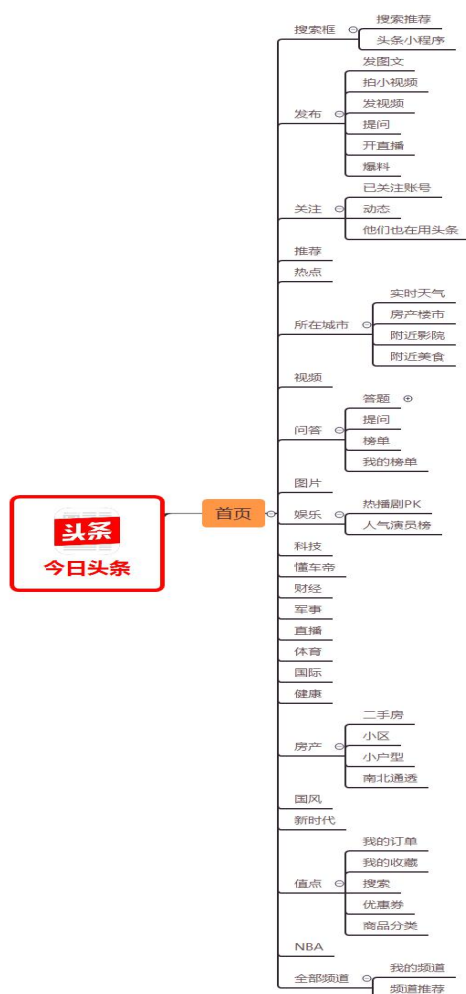 头条
今日头条
首页
搜索框
搜索推荐
头条小程序
发布
发图文
拍小视频
发视频
提问
开直播
爆料
关注
已关注账号
动态
他们也在用头条
推荐
热点
所在城市
实时天气
房产楼市
附近影院
附近美食
视频
问答
答题
提问
榜单
我的榜单
图片
娱乐
热播剧PK
人气演员榜
科技
懂车帝
财经
军事
直播
体育
国际
健康
房产
二手房
小区
小户型
南北通透
国风
新时代
值点
我的订单
我的收藏
搜索
优惠券
商品分类
NBA
全部频道
我的频道
频道推荐